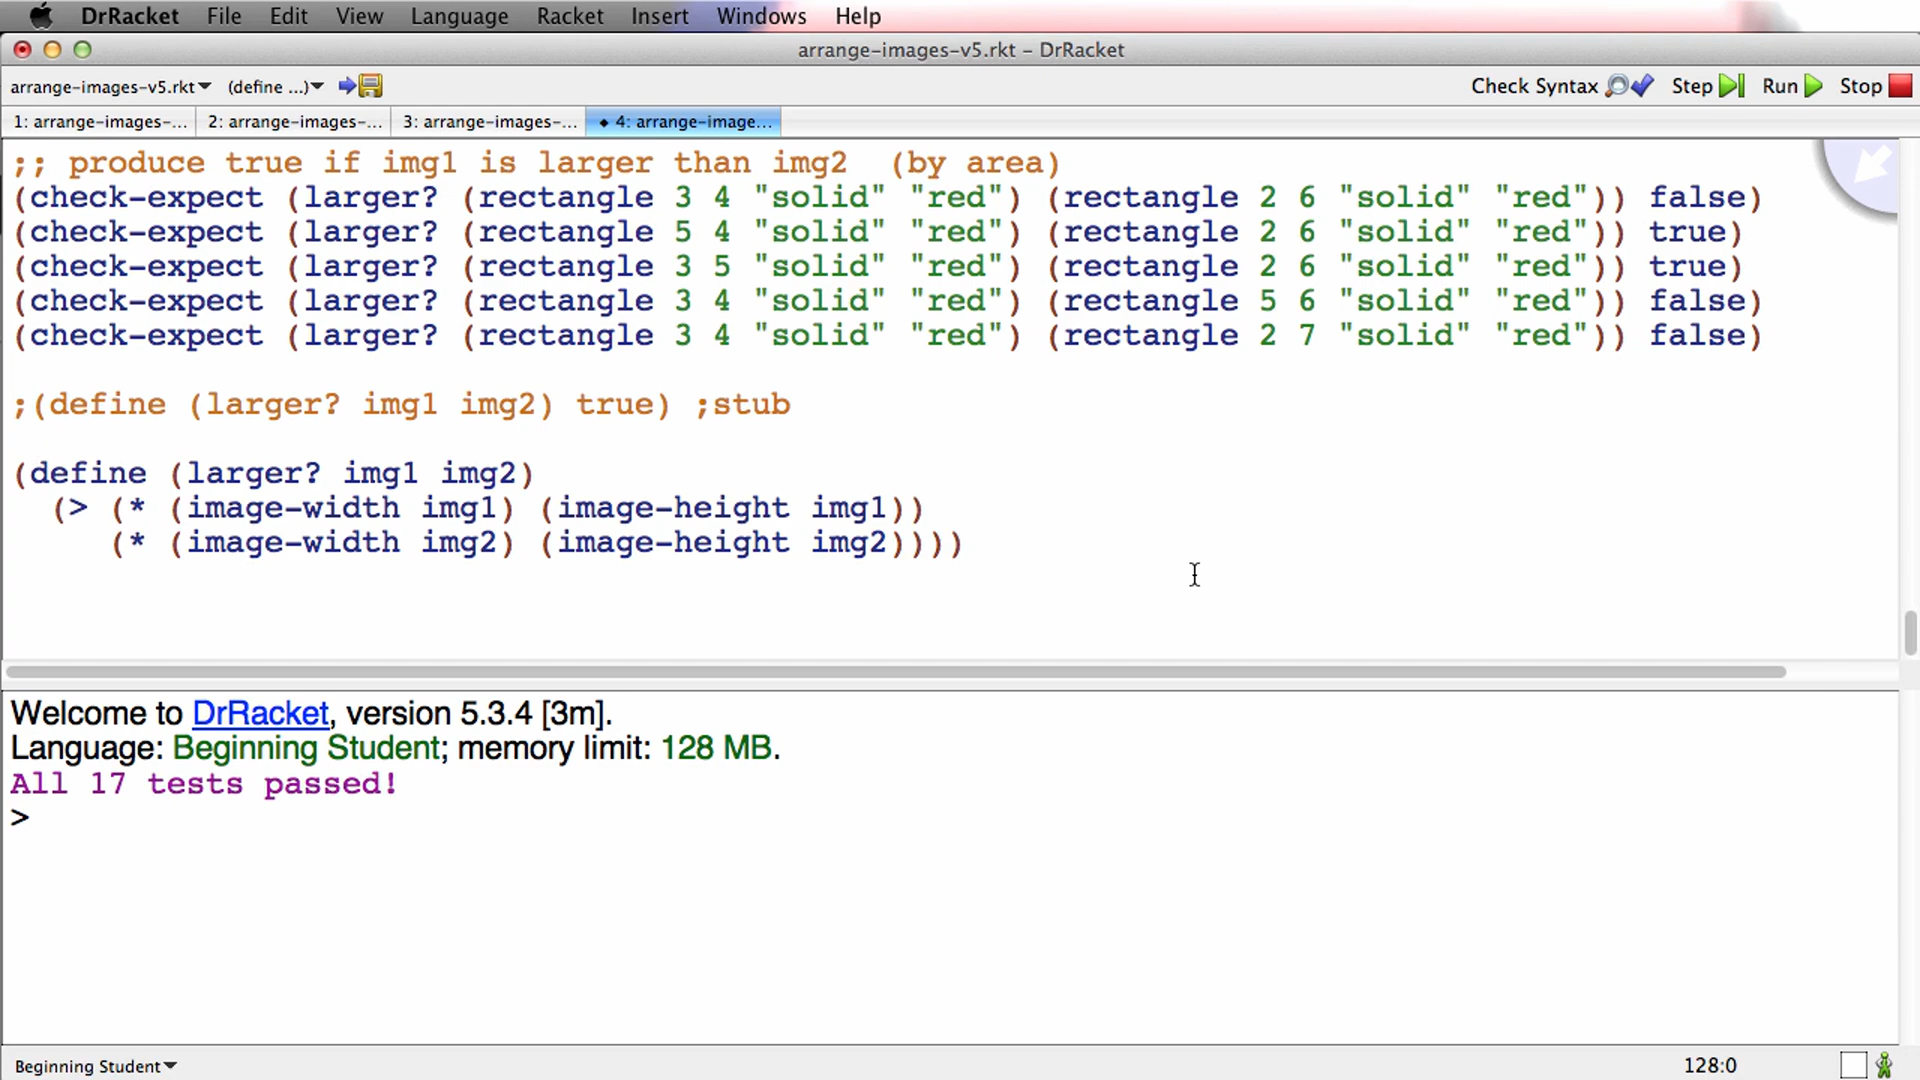 DrRacket File Edit View Language Racket Insert Windows Help
arrange-images-v5.rkt - DrRacket
arrange-images-v5.rkt (define ...) Check Syntax Step Run Stop
1: arrange-images-... 2: arrange-images-... 3: arrange-images-... 4: arrange-image...
;; produce true if img1 is larger than img2  (by area)
(check-expect (larger? (rectangle 3 4 "solid" "red") (rectangle 2 6 "solid" "red")) false)
(check-expect (larger? (rectangle 5 4 "solid" "red") (rectangle 2 6 "solid" "red")) true)
(check-expect (larger? (rectangle 3 5 "solid" "red") (rectangle 2 6 "solid" "red")) true)
(check-expect (larger? (rectangle 3 4 "solid" "red") (rectangle 5 6 "solid" "red")) false)
(check-expect (larger? (rectangle 3 4 "solid" "red") (rectangle 2 7 "solid" "red")) false)
;(define (larger? img1 img2) true) ;stub
(define (larger? img1 img2)
  (> (* (image-width img1) (image-height img1))
     (* (image-width img2) (image-height img2))))
Welcome to DrRacket, version 5.3.4 [3m].
Language: Beginning Student; memory limit: 128 MB.
All 17 tests passed!
>
Beginning Student 128:0